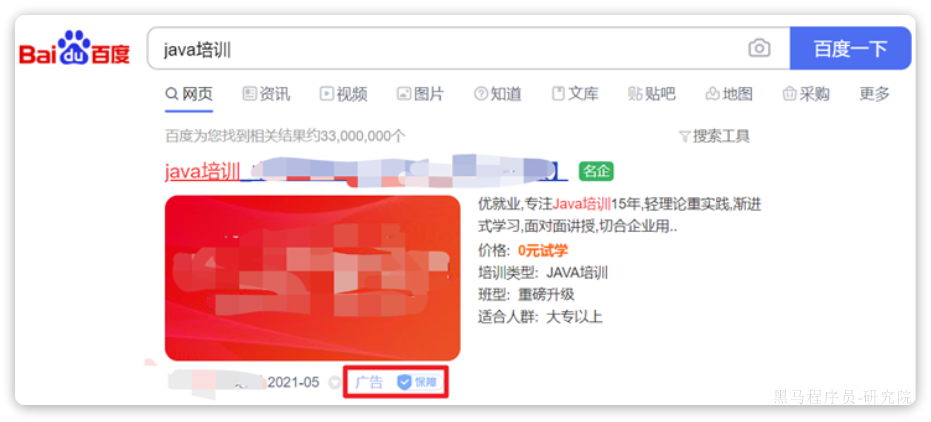 Bai du 百度
java培训
百度一下
网页 资讯 视频 图片 知道 文库 贴贴吧 地图 采购 更多
百度为您找到相关结果约33,000,000个
搜索工具
java培训
名企
优就业,专注Java培训15年,轻理论重实践,渐进
式学习,面对面讲授,切合企业用..
价格: 0元试学
培训类型: JAVA培训
班型: 重磅升级
适合人群: 大专以上
2021-05 广告 保障
黑马程序员-研究院